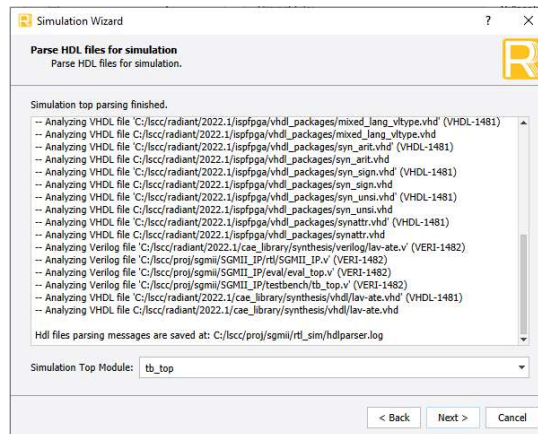 Simulation Wizard
Parse HDL files for simulation
Parse HDL files for simulation.
Simulation top parsing finished.
-- Analyzing VHDL file 'C:/lscc/radiant/2022.1/ispfpga/vhdl_packages/mixed_lang_vltype.vhd' (VHDL-1481)
-- Analyzing VHDL file C:/lscc/radiant/2022.1/ispfpga/vhdl_packages/mixed_lang_vltype.vhd
-- Analyzing VHDL file 'C:/lscc/radiant/2022.1/ispfpga/vhdl_packages/syn_arit.vhd' (VHDL-1481)
-- Analyzing VHDL file C:/lscc/radiant/2022.1/ispfpga/vhdl_packages/syn_arit.vhd
-- Analyzing VHDL file 'C:/lscc/radiant/2022.1/ispfpga/vhdl_packages/syn_sign.vhd' (VHDL-1481)
-- Analyzing VHDL file C:/lscc/radiant/2022.1/ispfpga/vhdl_packages/syn_sign.vhd
-- Analyzing VHDL file 'C:/lscc/radiant/2022.1/ispfpga/vhdl_packages/syn_unsi.vhd' (VHDL-1481)
-- Analyzing VHDL file C:/lscc/radiant/2022.1/ispfpga/vhdl_packages/syn_unsi.vhd
-- Analyzing VHDL file 'C:/lscc/radiant/2022.1/ispfpga/vhdl_packages/synattr.vhd' (VHDL-1481)
-- Analyzing VHDL file C:/lscc/radiant/2022.1/ispfpga/vhdl_packages/synattr.vhd
-- Analyzing Verilog file 'C:/lscc/radiant/2022.1/cae_library/synthesis/verilog/lav-ate.v' (VERI-1482)
-- Analyzing Verilog file 'C:/lscc/proj/sgmii/SGMII_IP/rtl/SGMII_IP.v' (VERI-1482)
-- Analyzing Verilog file 'C:/lscc/proj/sgmii/SGMII_IP/eval/eval_top.v' (VERI-1482)
-- Analyzing Verilog file 'C:/lscc/proj/sgmii/SGMII_IP/testbench/tb_top.v' (VERI-1482)
-- Analyzing VHDL file 'C:/lscc/radiant/2022.1/cae_library/synthesis/vhdl/lav-ate.vhd' (VHDL-1481)
-- Analyzing VHDL file C:/lscc/radiant/2022.1/cae_library/synthesis/vhdl/lav-ate.vhd
Hdl files parsing messages are saved at: C:/lscc/proj/sgmii/rtl_sim/hdlparser.log
Simulation Top Module: tb_top
< Back Next > Cancel